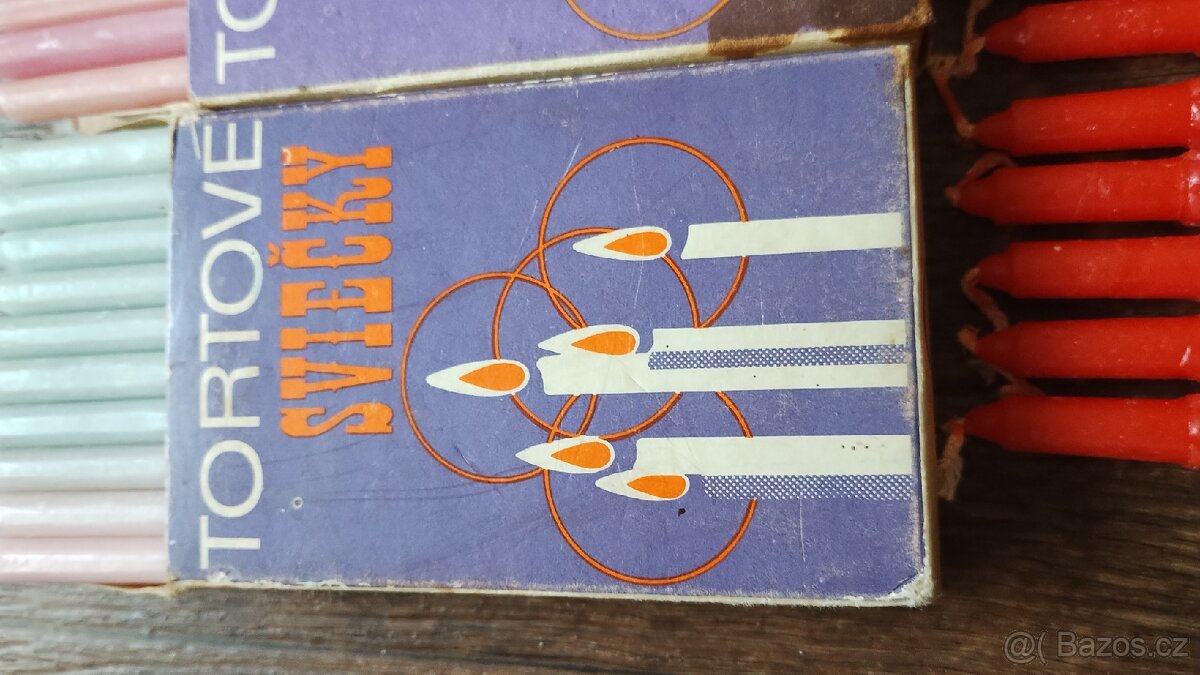 TO
TORTOVÉ
SVIEČKY
@( Bazos.cz